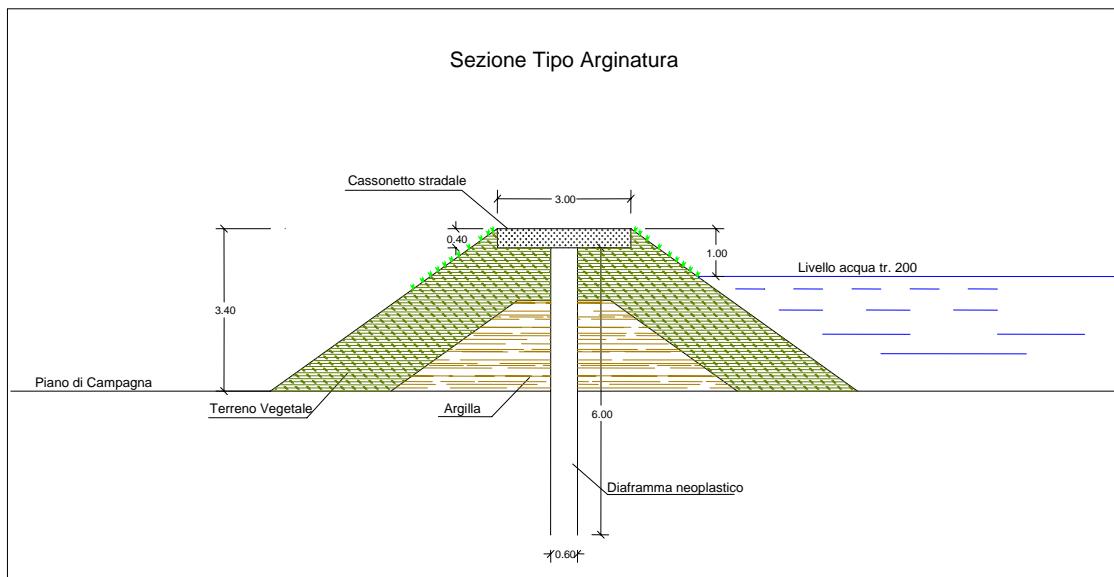 Sezione Tipo Arginatura
Cassonetto stradale
3.00
0.40
1.00
Livello acqua tr. 200
3.40
Piano di Campagna
Terreno Vegetale
Argilla
6.00
Diaframma neoplastico
0.60